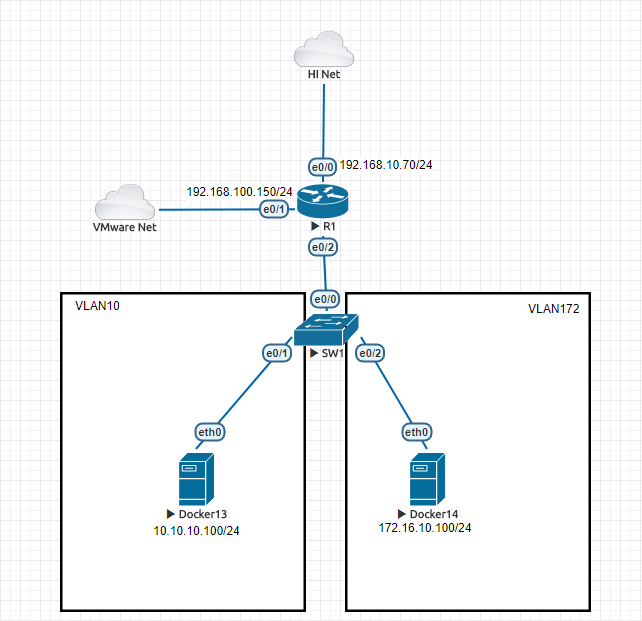 HI Net
e0/0
192.168.10.70/24
192.168.100.150/24
e0/1
VMware Net
R1
e0/2
e0/0
VLAN10
VLAN172
e0/1
SW1
e0/2
eth0
eth0
Docker13
Docker14
10.10.10.100/24
172.16.10.100/24